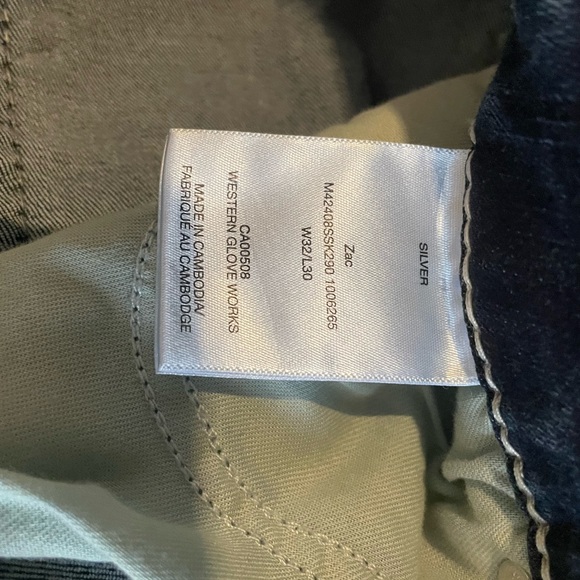 SILVER
Zac
M42408SSK290 1006265
W32/L30
CA00508
WESTERN GLOVE WORKS
MADE IN CAMBODIA/
FABRIQUÉ AU CAMBODGE